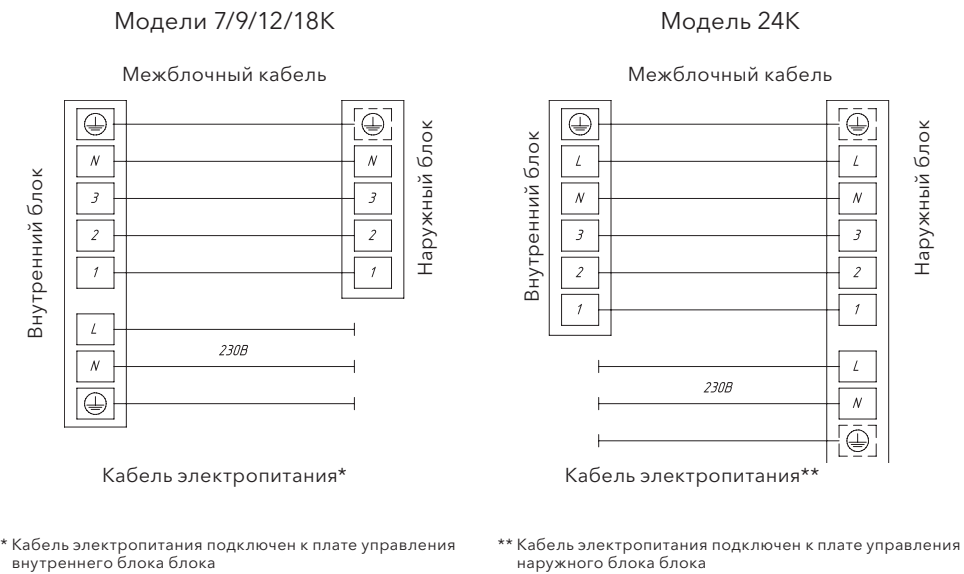 Модели 7/9/12/18K
Межблочный кабель
Внутренний блок
Наружный блок
N N
3 3
2 2
1 1
L
230В
N
Кабель электропитания*
* Кабель электропитания подключен к плате управления
внутреннего блока блока
Модель 24K
Межблочный кабель
Внутренний блок
Наружный блок
L L
N N
3 3
2 2
1 1
L
230В
N
Кабель электропитания**
** Кабель электропитания подключен к плате управления
наружного блока блока